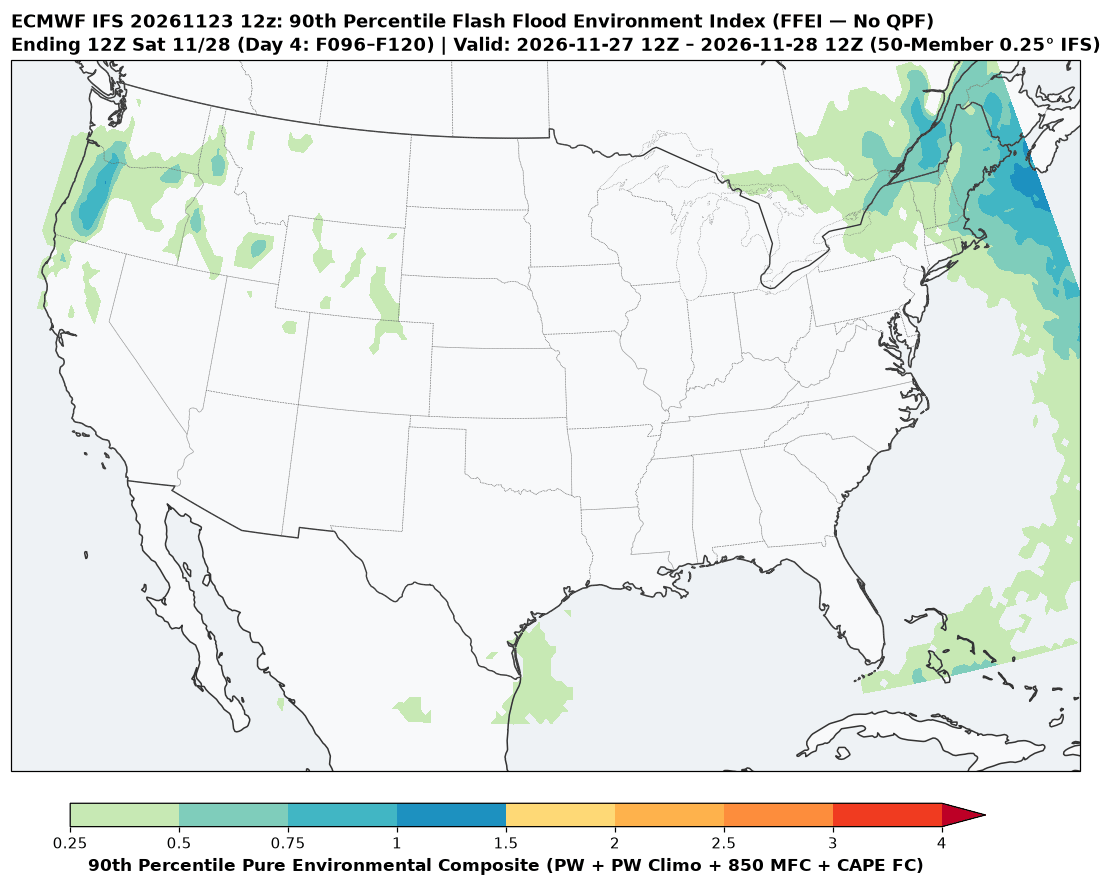 ECMWF IFS 20261123 12z: 90th Percentile Flash Flood Environment Index (FFEI — No QPF)
Ending 12Z Sat 11/28 (Day 4: F096–F120) | Valid: 2026-11-27 12Z – 2026-11-28 12Z (50-Member 0.25° IFS)
0.25 0.5 0.75 1 1.5 2 2.5 3 4
90th Percentile Pure Environmental Composite (PW + PW Climo + 850 MFC + CAPE FC)